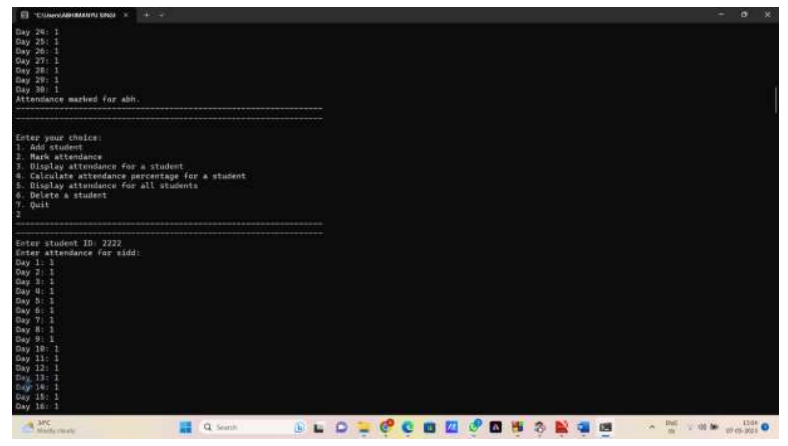 "C:\Users\ABHIMANYU SINGH
Day 24: 1
Day 25: 1
Day 26: 1
Day 27: 1
Day 28: 1
Day 29: 1
Day 30: 1
Attendance marked for abh.
Enter your choice:
1. Add student
2. Mark attendance
3. Display attendance for a student
4. Calculate attendance percentage for a student
5. Display attendance for all students
6. Delete a student
7. Quit
2
Enter student ID: 2222
Enter attendance for sidd:
Day 1: 1
Day 2: 1
Day 3: 1
Day 4: 1
Day 5: 1
Day 6: 1
Day 7: 1
Day 8: 1
Day 9: 1
Day 10: 1
Day 11: 1
Day 12: 1
Day 13: 1
Day 14: 1
Day 15: 1
Day 16: 1
34°C
Mostly cloudy
Search
ENG
IN